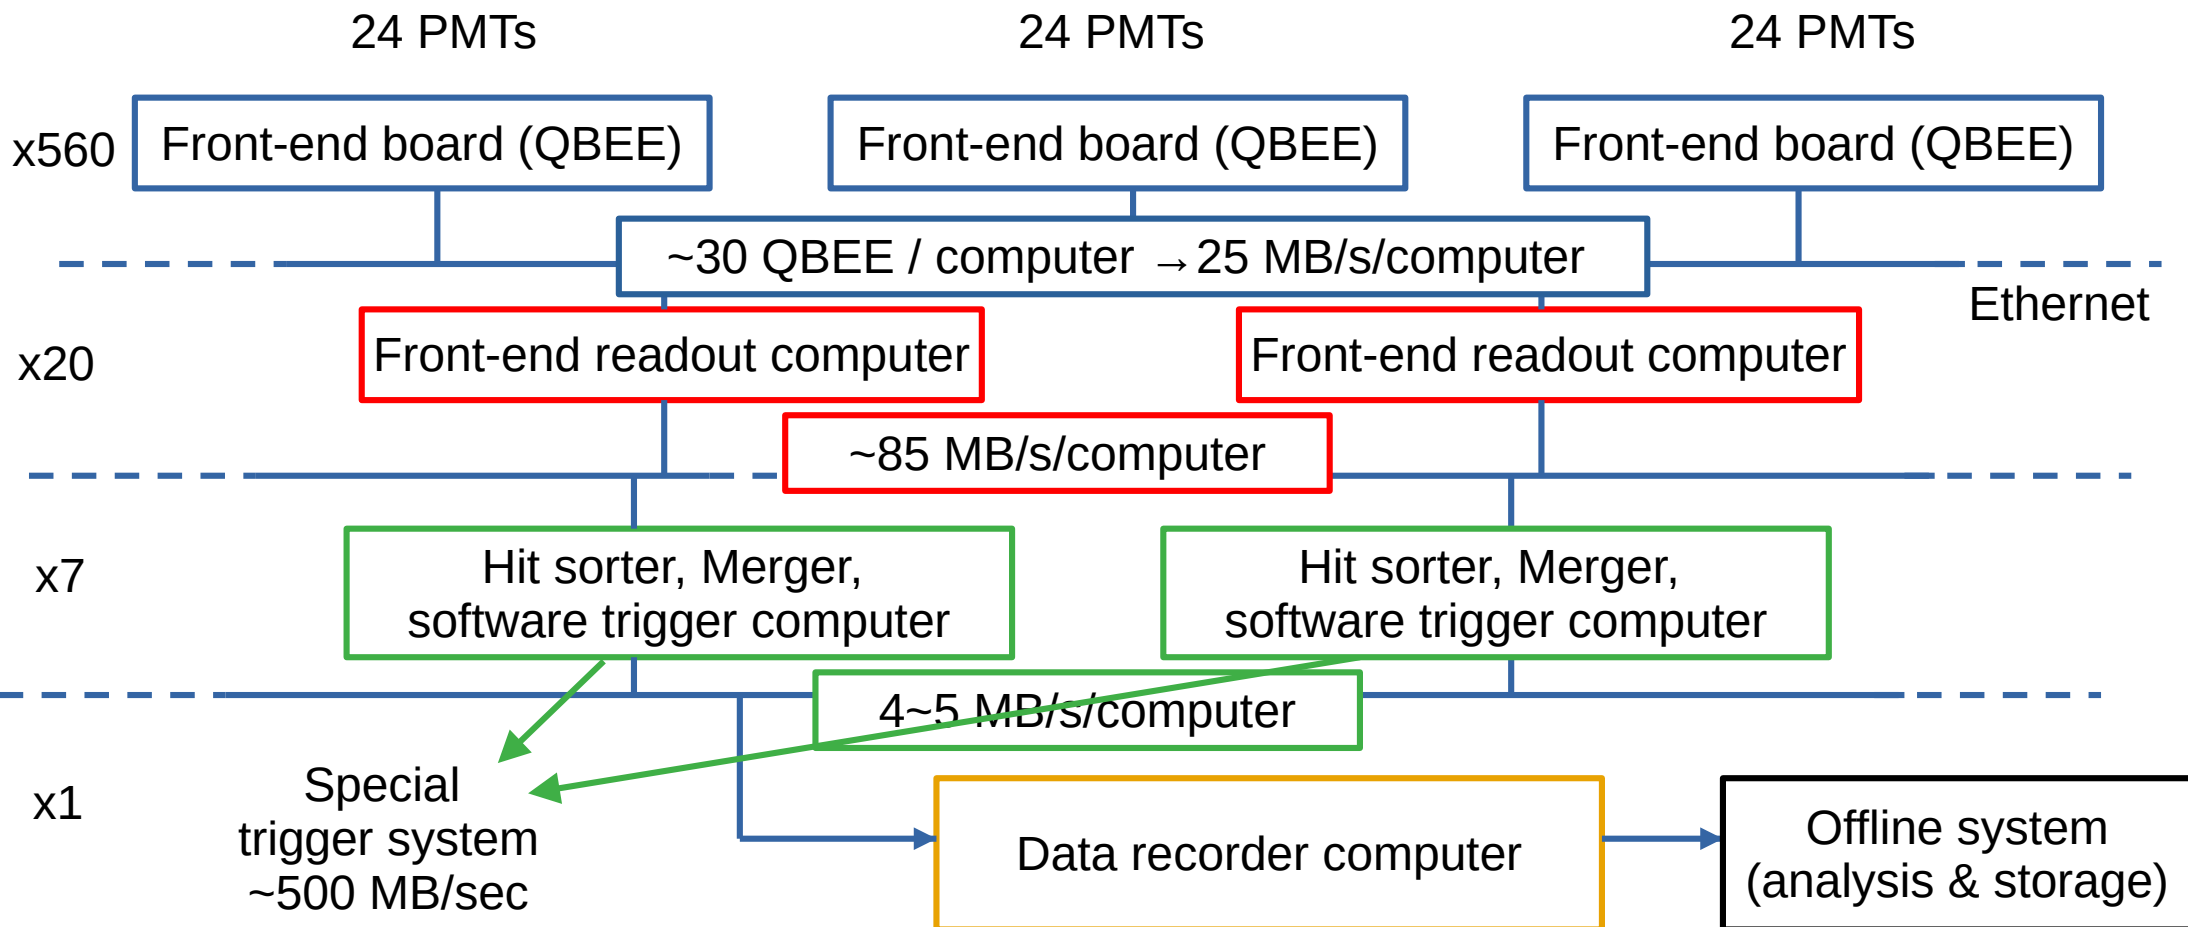 24 PMTs
24 PMTs
24 PMTs
x560
Front-end board (QBEE)
Front-end board (QBEE)
Front-end board (QBEE)
~30 QBEE / computer →25 MB/s/computer
Ethernet
x20
Front-end readout computer
Front-end readout computer
~85 MB/s/computer
x7
Hit sorter, Merger,
software trigger computer
Hit sorter, Merger,
software trigger computer
4~5 MB/s/computer
x1
Special
trigger system
~500 MB/sec
Data recorder computer
Offline system
(analysis & storage)